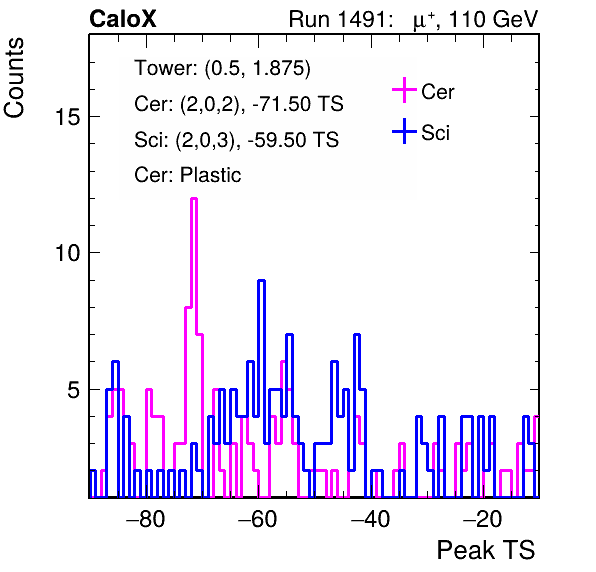 CaloX Run 1491: μ⁺, 110 GeV
Counts
Tower: (0.5, 1.875)
Cer: (2,0,2), -71.50 TS
Sci: (2,0,3), -59.50 TS
Cer: Plastic
Cer
Sci
15
10
5
−80 −60 −40 −20
Peak TS